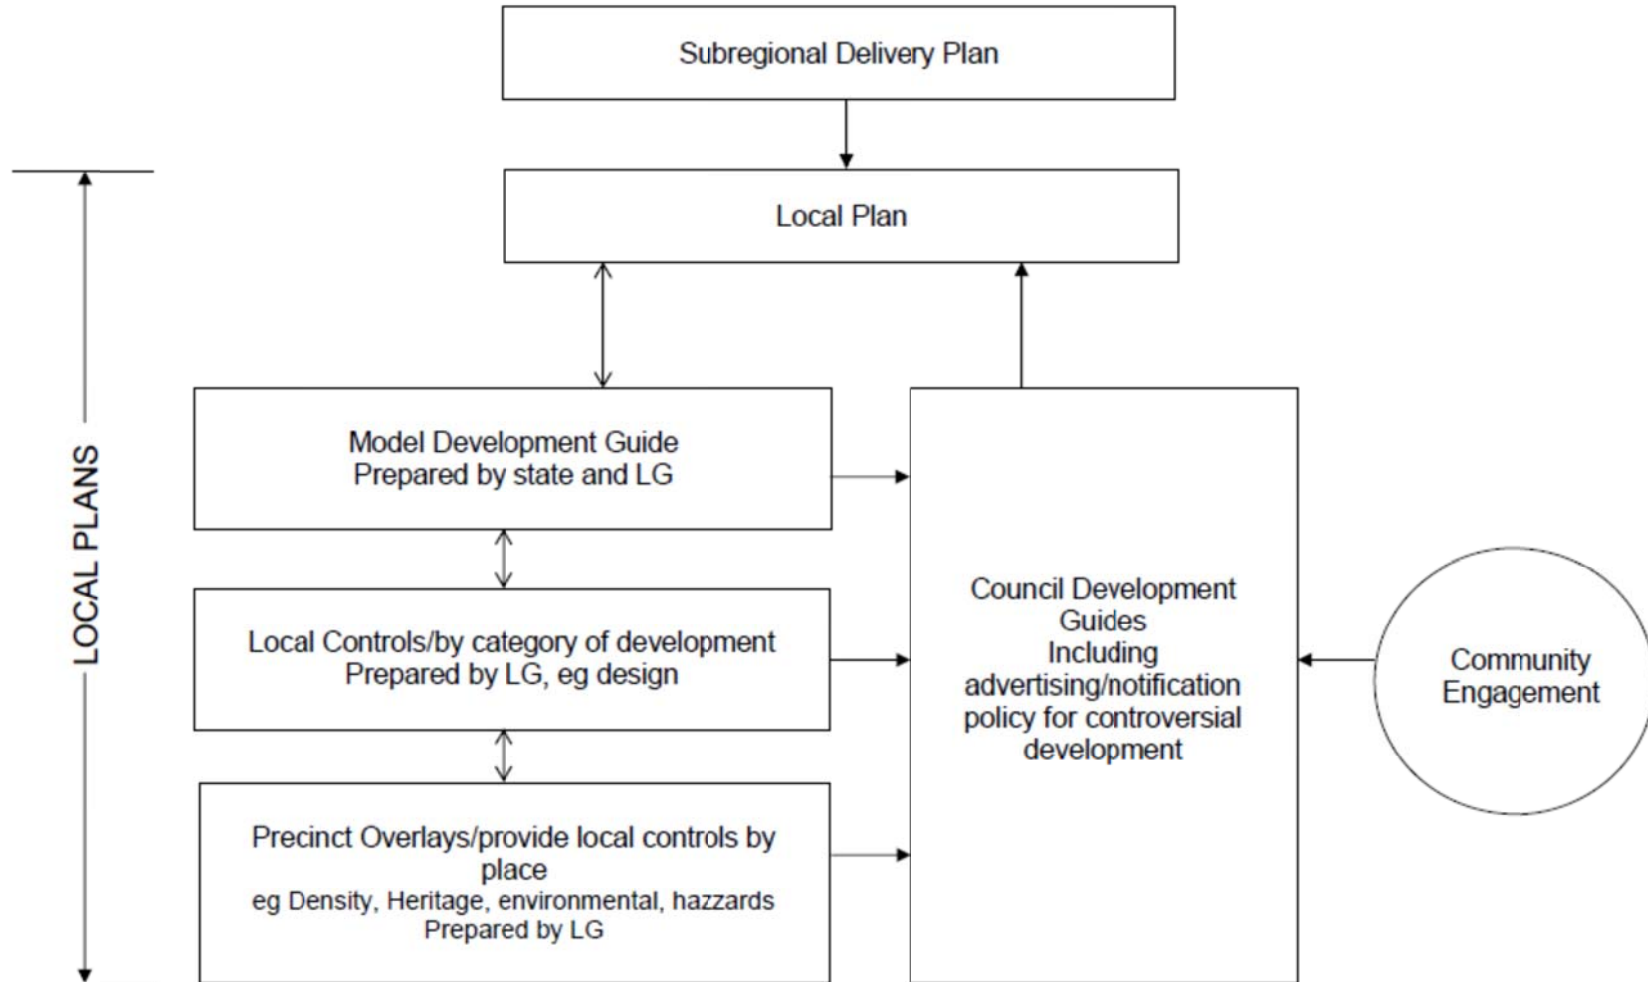 Subregional Delivery Plan
Local Plan
LOCAL PLANS
Model Development Guide
Prepared by state and LG
Local Controls/by category of development
Prepared by LG, eg design
Precinct Overlays/provide local controls by
place
eg Density, Heritage, environmental, hazzards
Prepared by LG
Council Development
Guides
Including
advertising/notification
policy for controversial
development
Community
Engagement